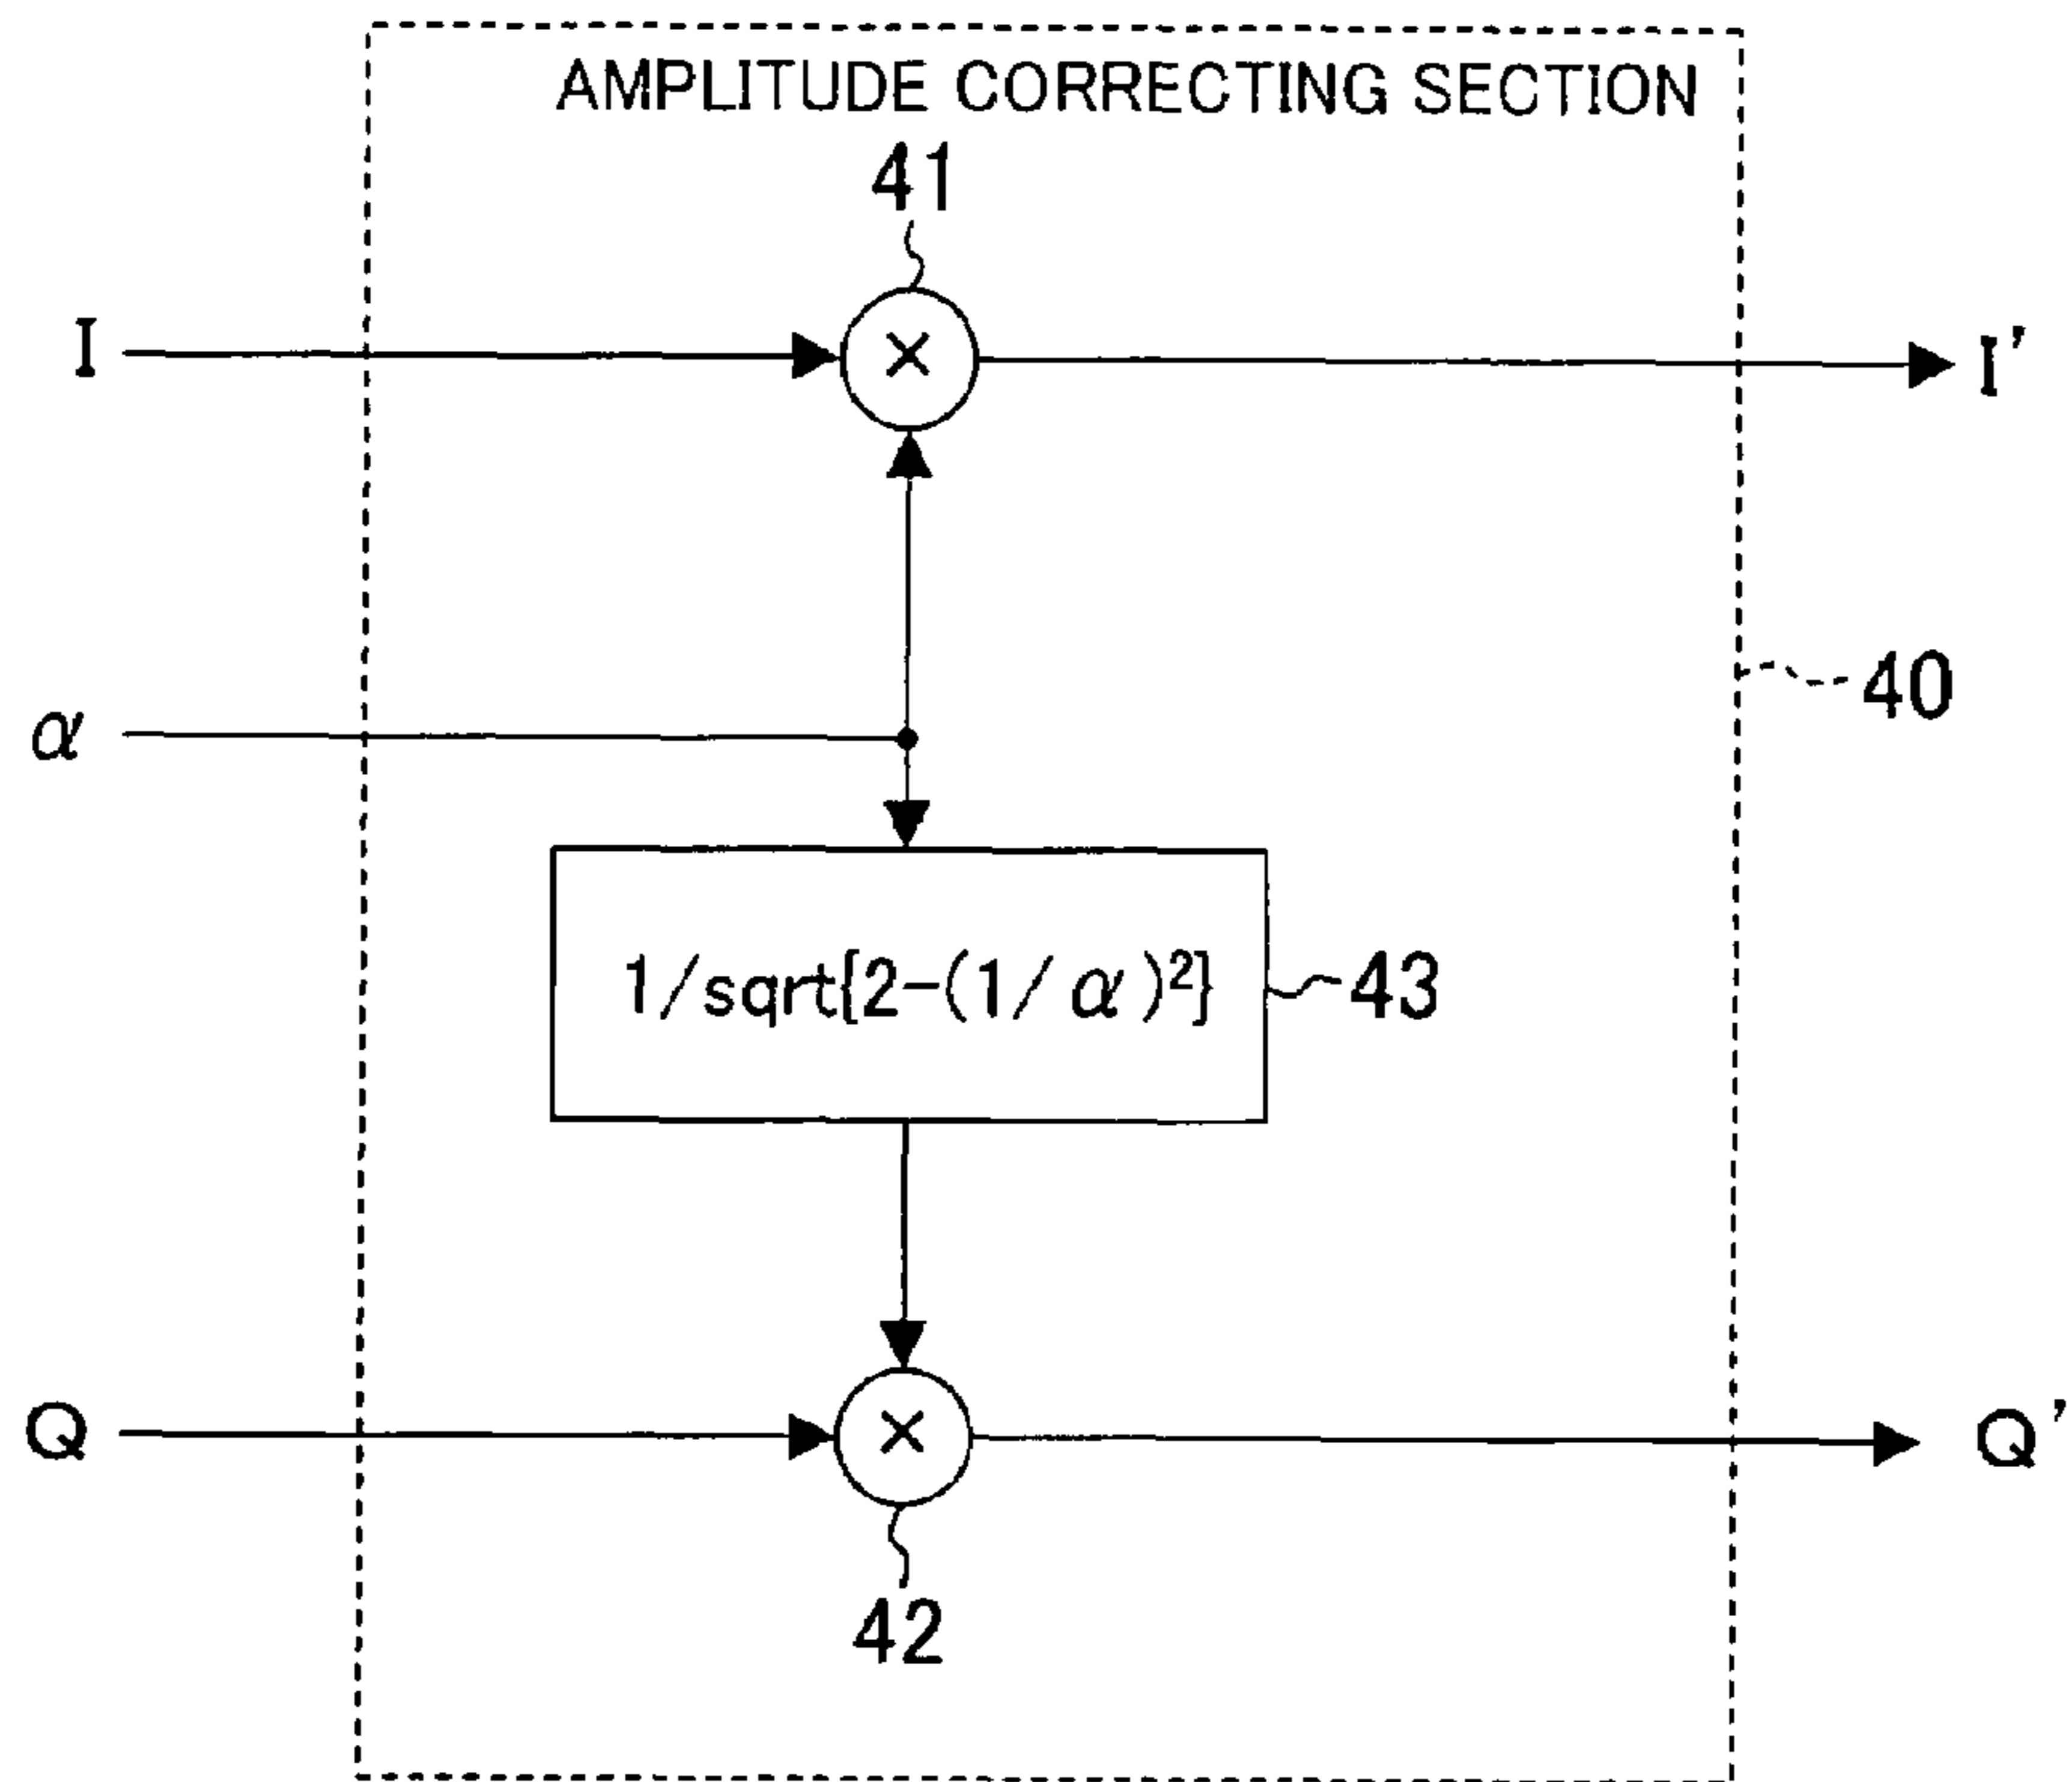 AMPLITUDE CORRECTING SECTION
41
I
×
I'
40
α
1/sqrt{2-(1/α)²}
43
Q
×
Q'
42